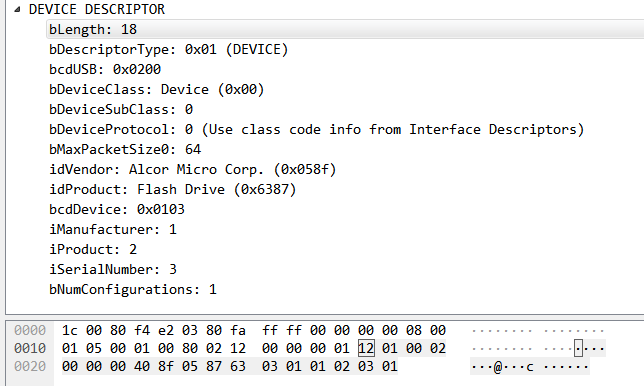 DEVICE DESCRIPTOR
bLength: 18
bDescriptorType: 0x01 (DEVICE)
bcdUSB: 0x0200
bDeviceClass: Device (0x00)
bDeviceSubClass: 0
bDeviceProtocol: 0 (Use class code info from Interface Descriptors)
bMaxPacketSize0: 64
idVendor: Alcor Micro Corp. (0x058f)
idProduct: Flash Drive (0x6387)
bcdDevice: 0x0103
iManufacturer: 1
iProduct: 2
iSerialNumber: 3
bNumConfigurations: 1
0000 1c 00 80 f4 e2 03 80 fa ff ff 00 00 00 00 08 00 ········ ········
0010 01 05 00 01 00 80 02 12 00 00 00 01 12 01 00 02 ········ ········
0020 00 00 00 40 8f 05 87 63 03 01 01 02 03 01 ···@···c ······